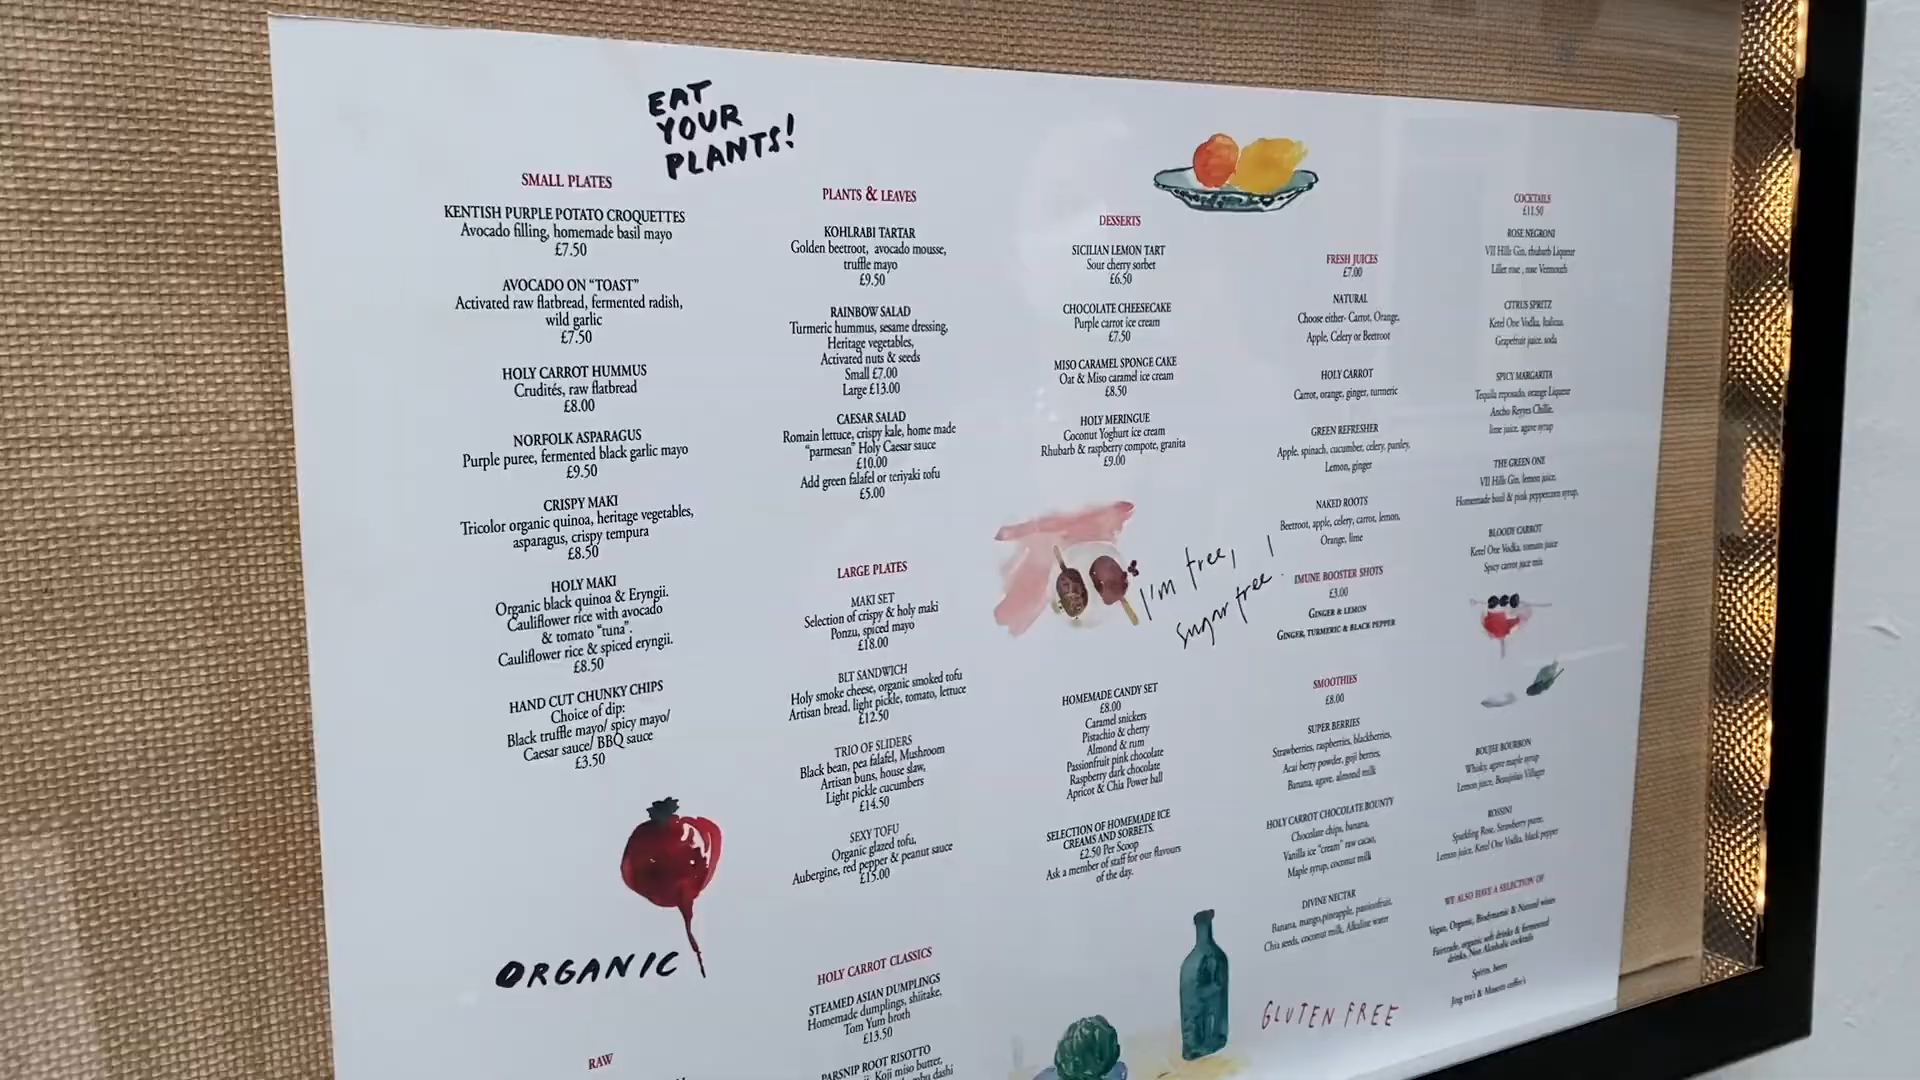 EAT
YOUR
PLANTS!
SMALL PLATES
KENTISH PURPLE POTATO CROQUETTES
Avocado filling, homemade basil mayo
£7.50
AVOCADO ON “TOAST”
Activated raw flatbread, fermented radish,
wild garlic
£7.50
HOLY CARROT HUMMUS
Crudités, raw flatbread
£8.00
NORFOLK ASPARAGUS
Purple puree, fermented black garlic mayo
£9.50
CRISPY MAKI
Tricolor organic quinoa, heritage vegetables,
asparagus, crispy tempura
£8.50
HOLY MAKI
Organic black quinoa & Eryngii.
Cauliflower rice with avocado
& tomato “tuna”.
Cauliflower rice & spiced eryngii.
£8.50
HAND CUT CHUNKY CHIPS
Choice of dip:
Black truffle mayo/ spicy mayo/
Caesar sauce/ BBQ sauce
£3.50
ORGANIC
RAW
PLANTS & LEAVES
KOHLRABI TARTAR
Golden beetroot, avocado mousse,
truffle mayo
£9.50
RAINBOW SALAD
Turmeric hummus, sesame dressing,
Heritage vegetables,
Activated nuts & seeds
Small £7.00
Large £13.00
CAESAR SALAD
Romain lettuce, crispy kale, home made
“parmesan” Holy Caesar sauce
£10.00
Add green falafel or teriyaki tofu
£5.00
LARGE PLATES
MAKI SET
Selection of crispy & holy maki
Ponzu, spiced mayo
£18.00
BLT SANDWICH
Holy smoke cheese, organic smoked tofu
Artisan bread, light pickle, tomato, lettuce
£12.50
TRIO OF SLIDERS
Black bean, pea falafel, Mushroom
Artisan buns, house slaw,
Light pickle cucumbers
£14.50
SEXY TOFU
Organic glazed tofu,
Aubergine, red pepper & peanut sauce
£15.00
HOLY CARROT CLASSICS
STEAMED ASIAN DUMPLINGS
Homemade dumplings, shiitake,
Tom Yum broth
£13.50
PARSNIP ROOT RISOTTO
Koji miso butter,
dashi
DESSERTS
SICILIAN LEMON TART
Sour cherry sorbet
£6.50
CHOCOLATE CHEESECAKE
Purple carrot ice cream
£7.50
MISO CARAMEL SPONGE CAKE
Oat & Miso caramel ice cream
£8.50
HOLY MERINGUE
Coconut Yoghurt ice cream
Rhubarb & raspberry compote, granita
£9.00
I'm free,
sugar free!
HOMEMADE CANDY SET
£8.00
Caramel snickers
Pistachio & cherry
Almond & rum
Passionfruit pink chocolate
Raspberry dark chocolate
Apricot & Chia Power ball
SELECTION OF HOMEMADE ICE
CREAMS AND SORBETS.
£2.50 Per Scoop
Ask a member of staff for our flavours
of the day.
FRESH JUICES
£7.00
NATURAL
Choose either- Carrot, Orange,
Apple, Celery or Beetroot
HOLY CARROT
Carrot, orange, ginger, turmeric
GREEN REFRESHER
Apple, spinach, cucumber, celery, parsley,
Lemon, ginger
NAKED ROOTS
Beetroot, apple, celery, carrot, lemon,
Orange, lime
IMUNE BOOSTER SHOTS
£3.00
GINGER & LEMON
GINGER, TURMERIC & BLACK PEPPER
SMOOTHIES
£8.00
SUPER BERRIES
Strawberries, raspberries, blackberries,
Acai berry powder, goji berries,
Banana, agave, almond milk
HOLY CARROT CHOCOLATE BOUNTY
Chocolate chips, banana,
Vanilla ice “cream” raw cacao,
Maple syrup, coconut milk
DIVINE NECTAR
Banana, mango,pineapple, passionfruit,
Chia seeds, coconut milk, Alkaline water
GLUTEN FREE
COCKTAILS
£11.50
ROSE NEGRONI
VII Hills Gin, rhubarb Liqueur
Lillet rose , rose Vermouth
CITRUS SPRITZ
Ketel One Vodka, Italicus,
Grapefruit juice, soda
SPICY MARGARITA
Tequila reposado, orange Liqueur
Ancho Reyyes Chillie,
lime juice, agave syrup
THE GREEN ONE
VII Hills Gin, lemon juice,
Homemade basil & pink peppercorn syrup,
BLOODY CARROT
Ketel One Vodka, tomato juice
Spicy carrot juce mix
BOUJEE BOURBON
Whisky, agave maple syrup
Lemon juice, Beaujolais Villages
ROSSINI
Sparkling Rose, Strawberry puree,
Lemon juice, Ketel One Vodka, black pepper
WE ALSO HAVE A SELECTION OF
Vegan, Organic, Biodynamic & Natural wines
Fairtrade, organic soft drinks & fermented
drinks, Non Alcoholic cocktails
Spirits, beers
Jing tea's & Musetti coffee's